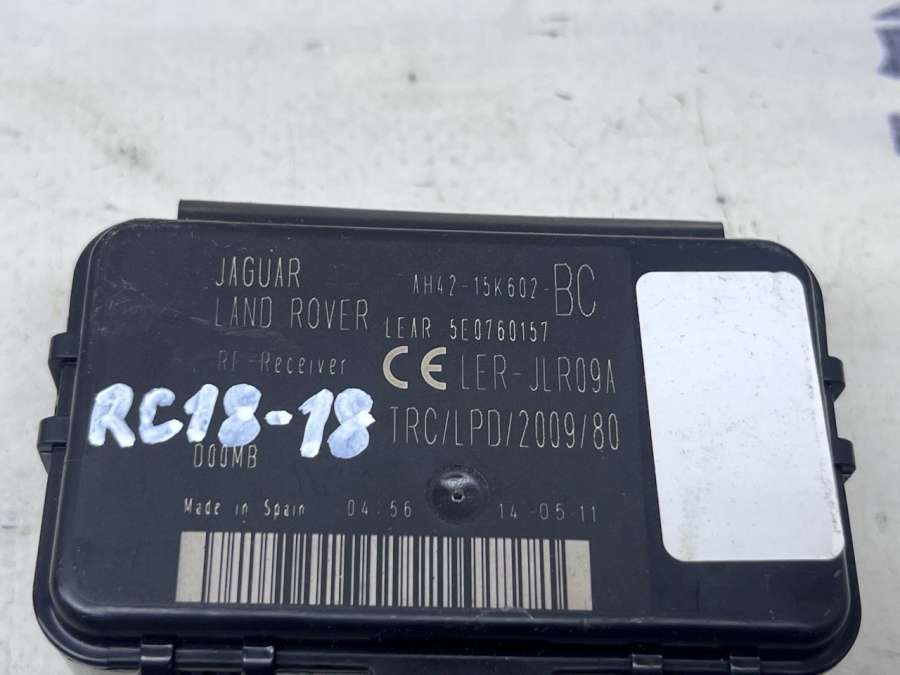 JAGUAR
LAND ROVER
AH42-15K602-BC
LEAR 5E0760157
RF-Receiver
CE LER-JLR09A
RC18-18
TRC/LPD/2009/80
D00MB
Made in Spain 04:56 14-05-11